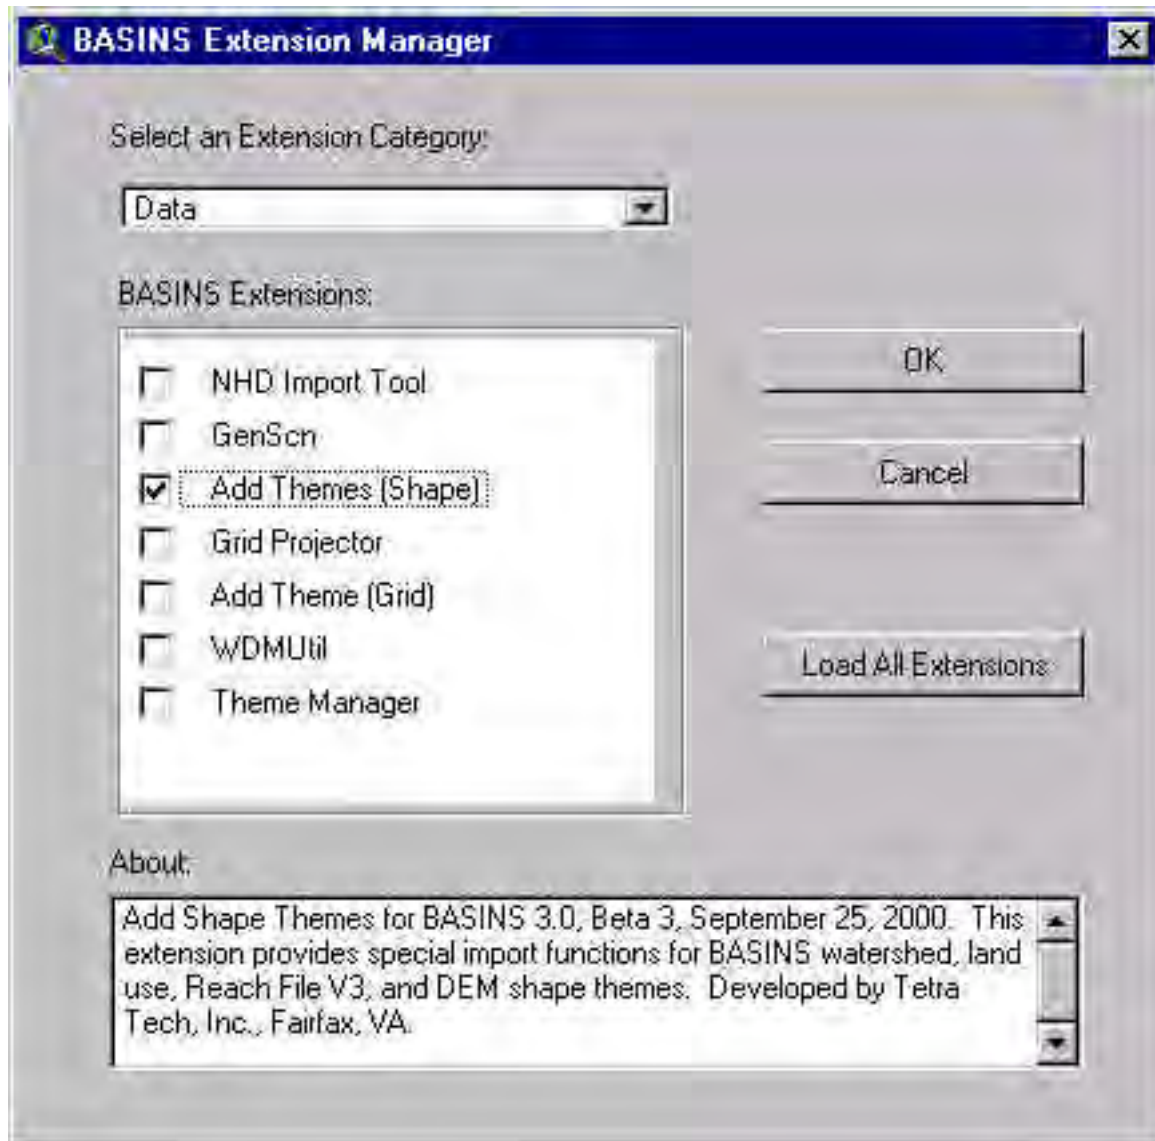 BASINS Extension Manager
Select an Extension Category:
Data
BASINS Extensions:
NHD Import Tool
GenScn
Add Themes (Shape)
Grid Projector
Add Theme (Grid)
WDMUtil
Theme Manager
OK
Cancel
Load All Extensions
About:
Add Shape Themes for BASINS 3.0, Beta 3, September 25, 2000. This
extension provides special import functions for BASINS watershed, land
use, Reach File V3, and DEM shape themes. Developed by Tetra
Tech, Inc., Fairfax, VA.